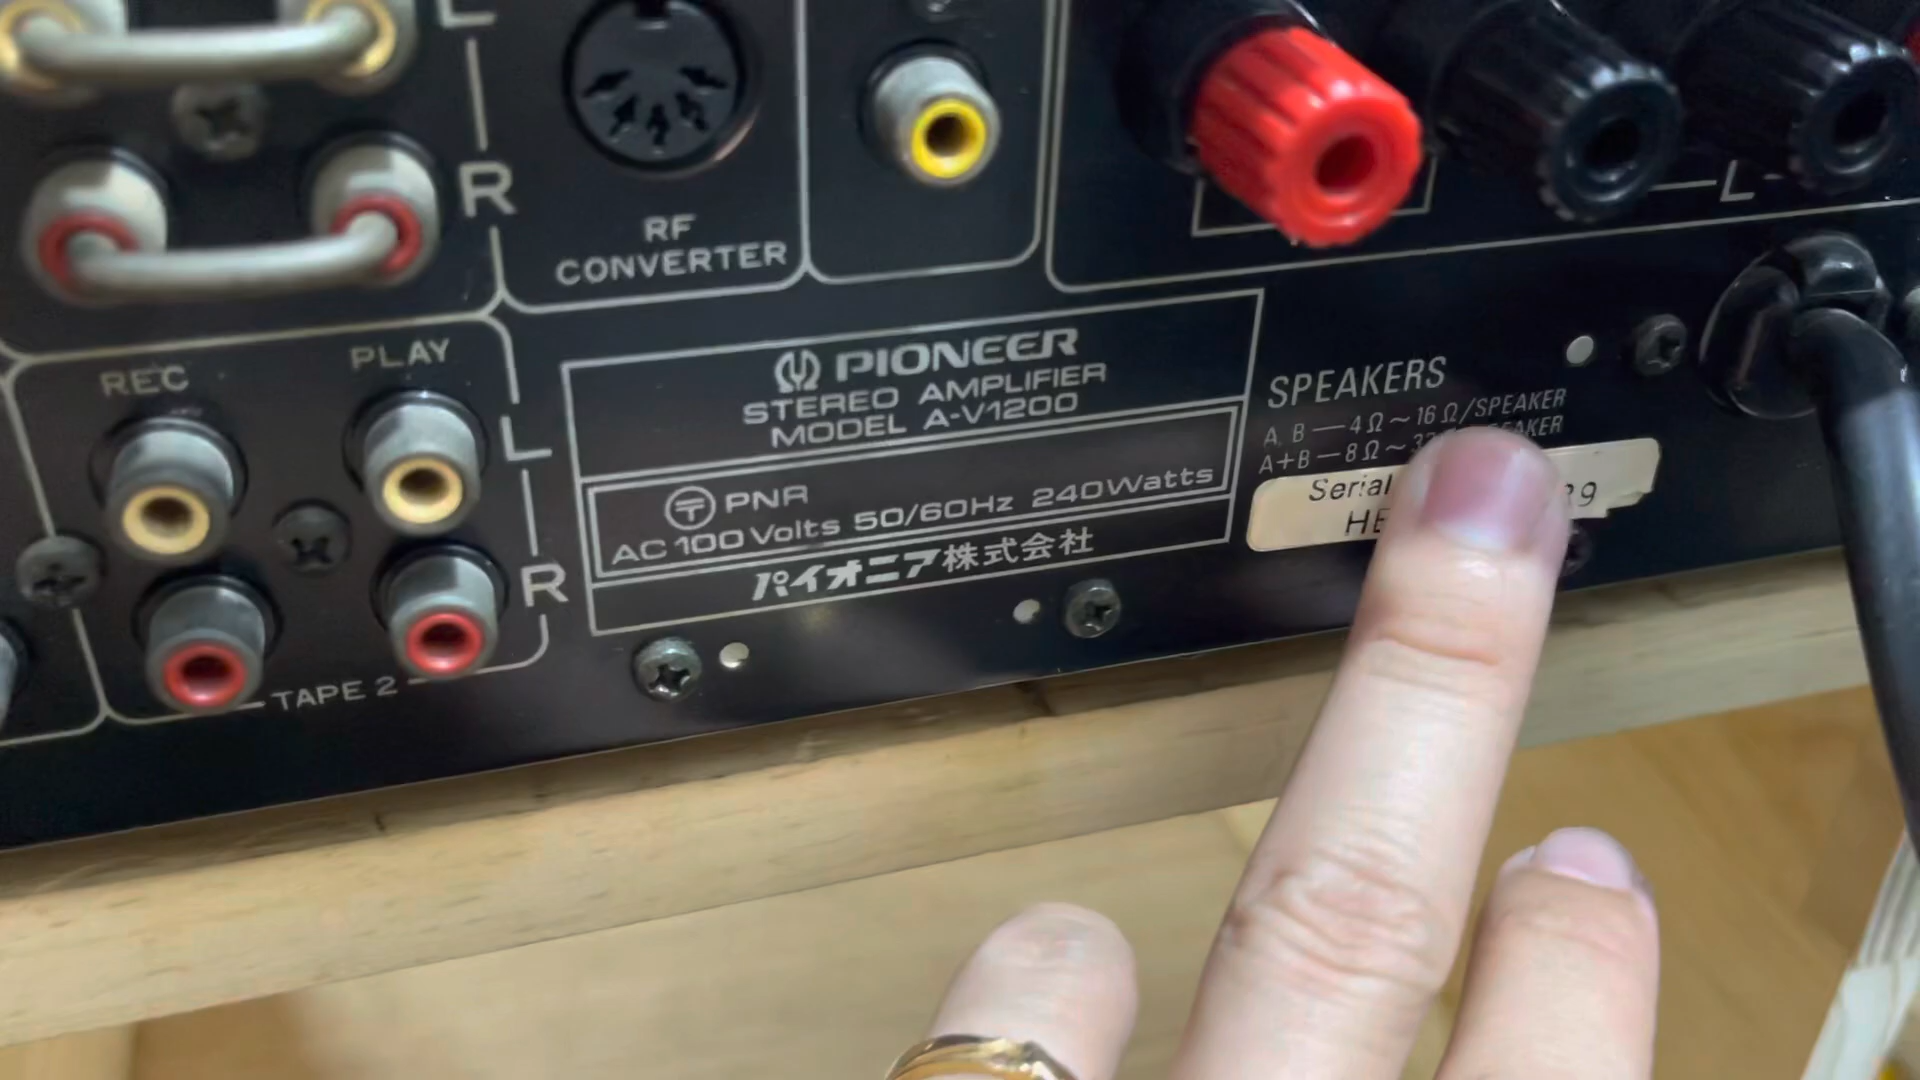 L
R
RF
CONVERTER
L
PIONEER
STEREO AMPLIFIER
MODEL A-V1200
〒 PNR
AC 100 Volts 50/60Hz 240Watts
パイオニア株式会社
SPEAKERS
A, B — 4Ω ~ 16Ω/SPEAKER
A+B — 8Ω ~
Serial
REC
PLAY
L
R
TAPE 2